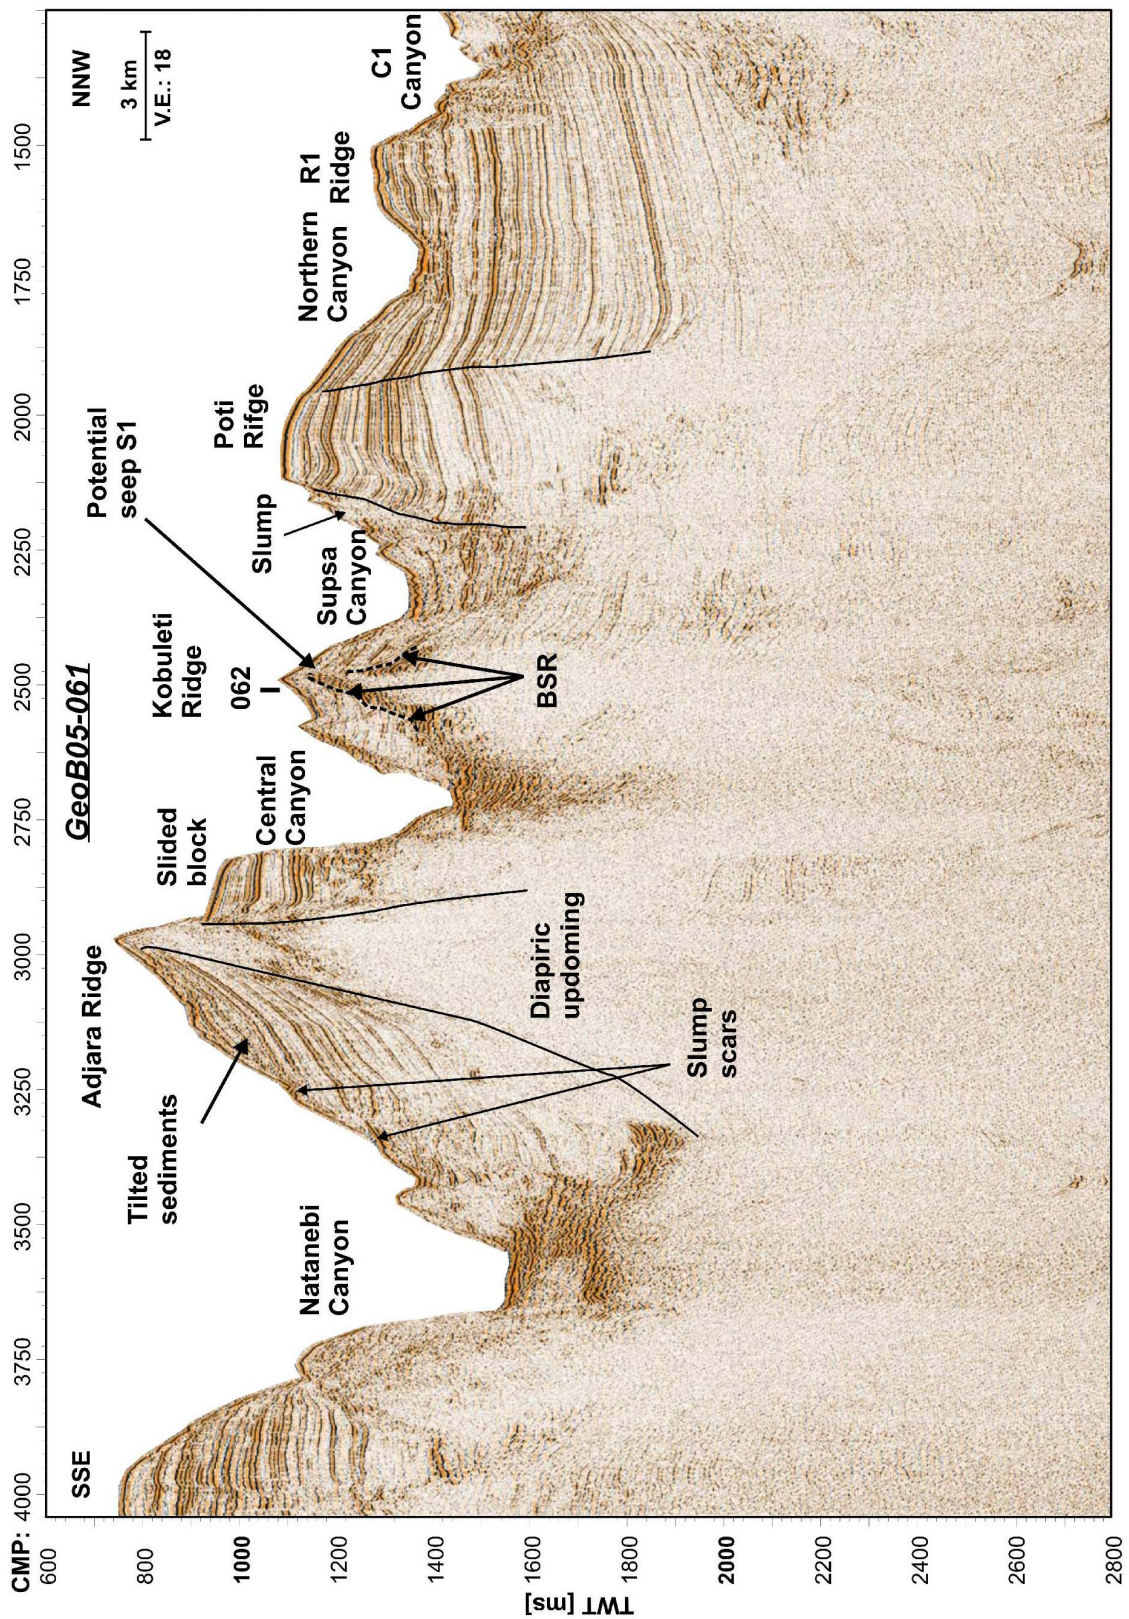 CMP: 4000 3750 3500 3250 3000 2750 2500 2250 2000 1750 1500
GeoB05-061
SSE
NNW
3 km
V.E.: 18
Natanebi
Canyon
Tilted
sediments
Adjara Ridge
Slided
block
Central
Canyon
Kobuleti
Ridge
062
Potential
seep S1
Supsa
Canyon
Slump
Poti
Rifge
Northern
Canyon
R1
Ridge
C1
Canyon
BSR
Diapiric
updoming
Slump
scars
TWT [ms]
600
800
1000
1200
1400
1600
1800
2000
2200
2400
2600
2800